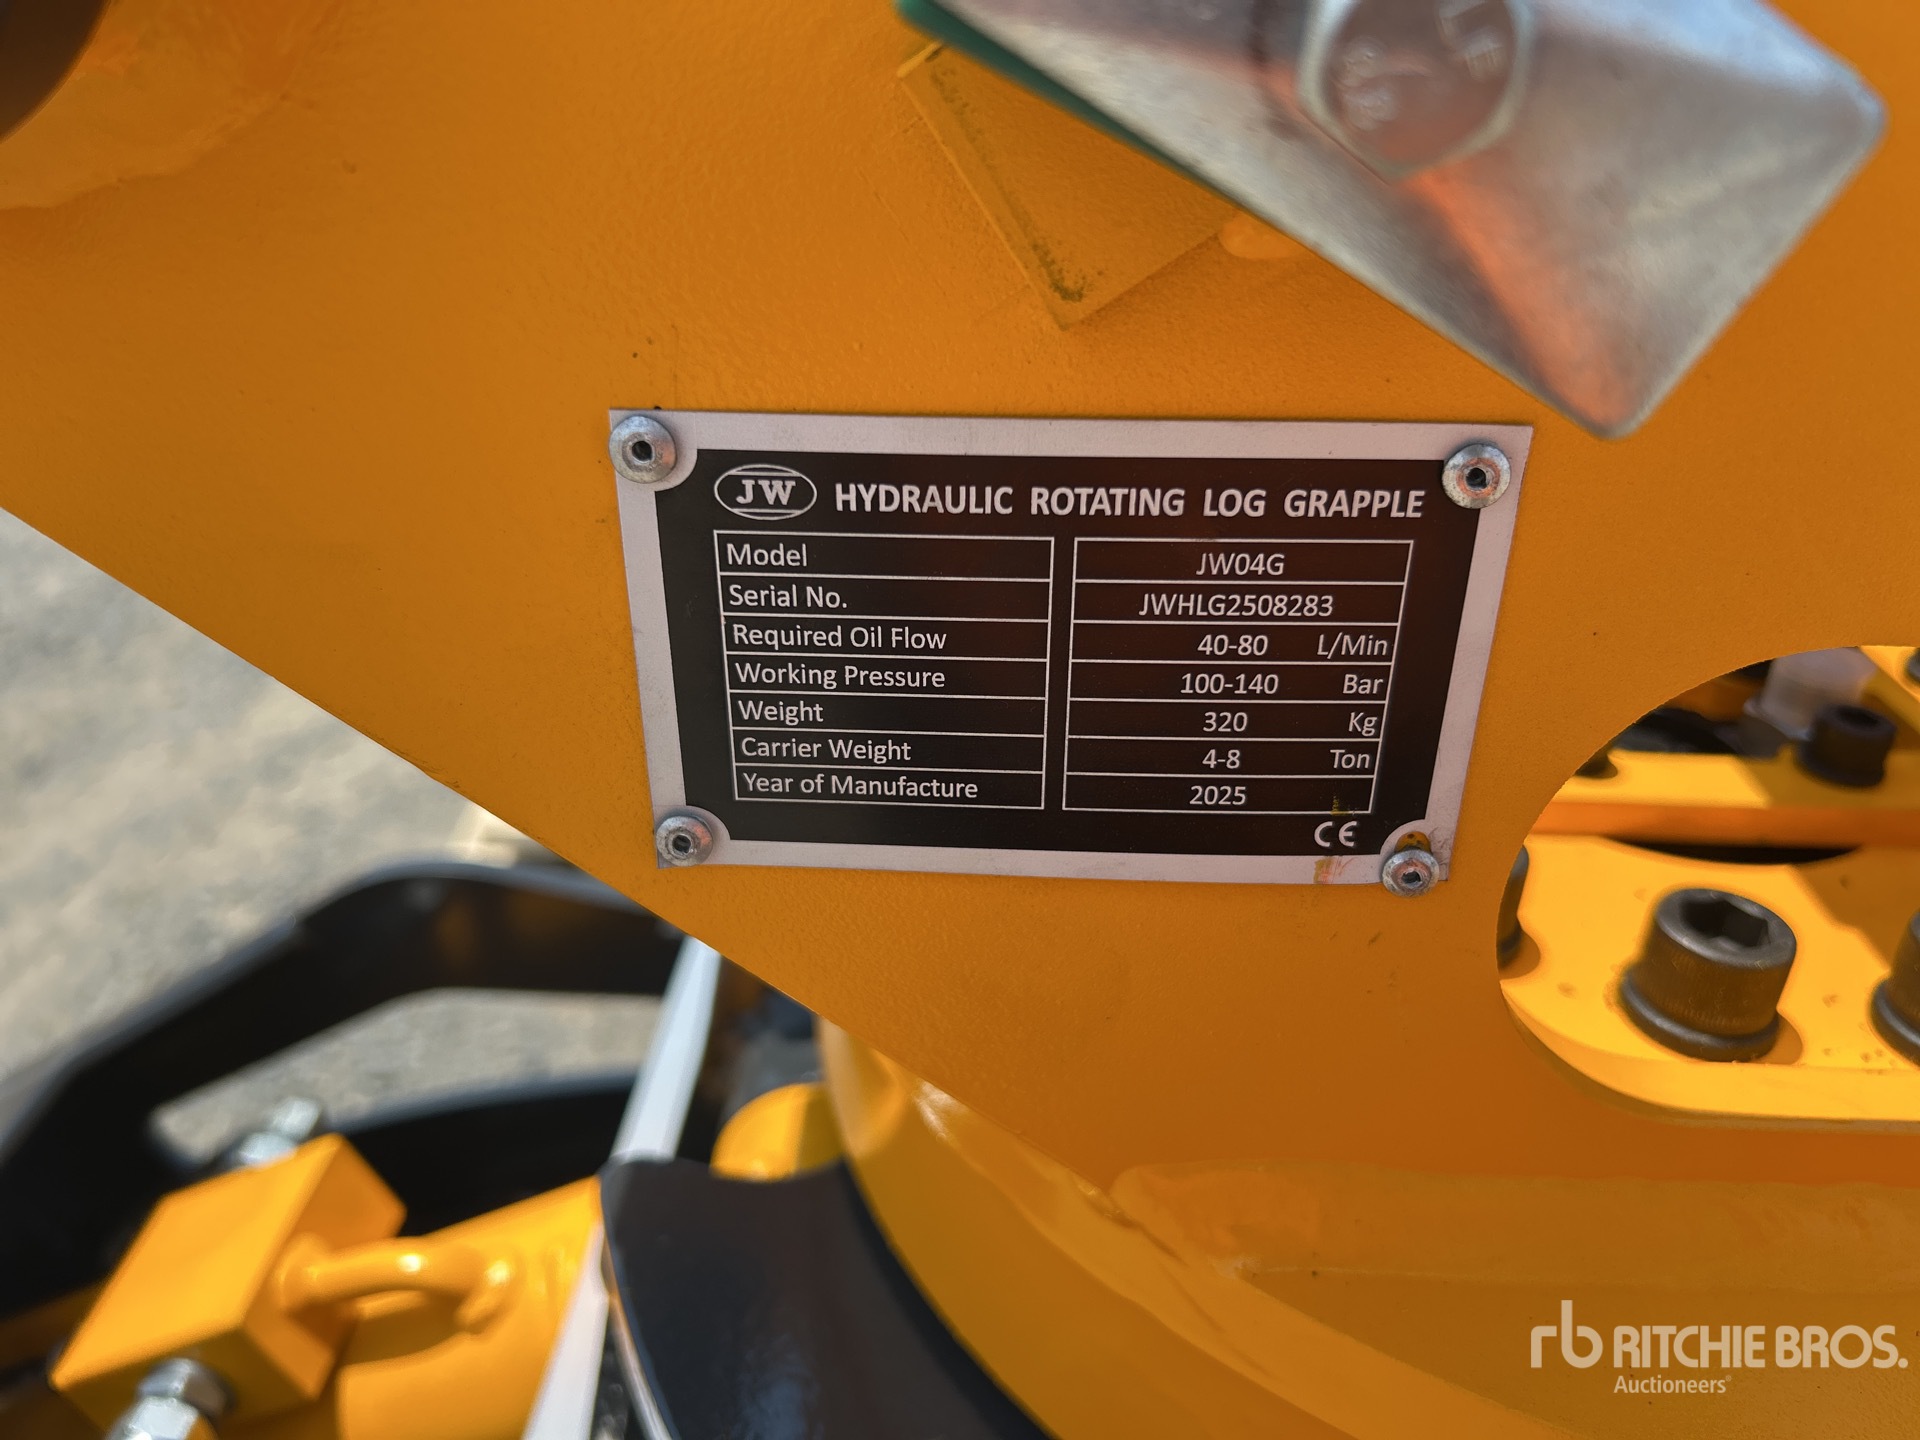 JW HYDRAULIC ROTATING LOG GRAPPLE
Model JW04G
Serial No. JWHLG2508283
Required Oil Flow 40-80 L/Min
Working Pressure 100-140 Bar
Weight 320 Kg
Carrier Weight 4-8 Ton
Year of Manufacture 2025
CE
rb RITCHIE BROS.
Auctioneers